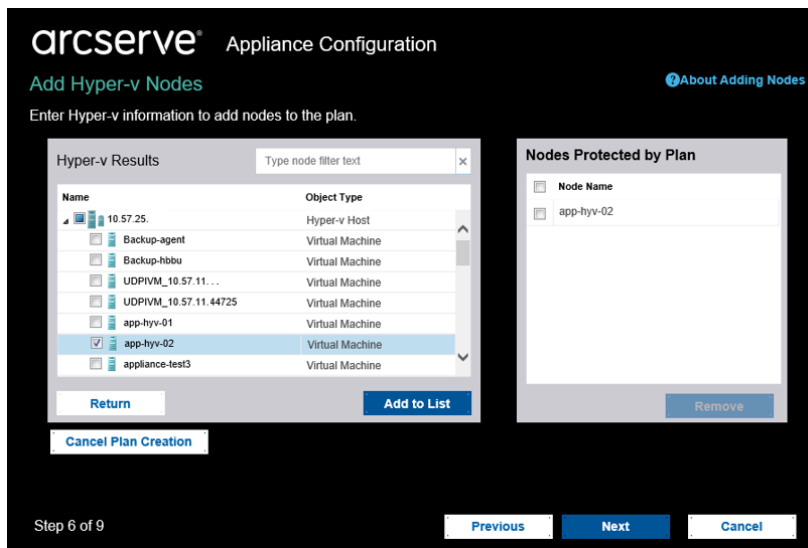 arcserve® Appliance Configuration
Add Hyper-v Nodes
?About Adding Nodes
Enter Hyper-v information to add nodes to the plan.
Hyper-v Results
Type node filter text
×
Name Object Type
10.57.25. Hyper-v Host
Backup-agent Virtual Machine
Backup-hbbu Virtual Machine
UDPIVM_10.57.11... Virtual Machine
UDPIVM_10.57.11.44725 Virtual Machine
app-hyv-01 Virtual Machine
app-hyv-02 Virtual Machine
appliance-test3 Virtual Machine
Return
Add to List
Nodes Protected by Plan
Node Name
app-hyv-02
Remove
Cancel Plan Creation
Step 6 of 9
Previous
Next
Cancel